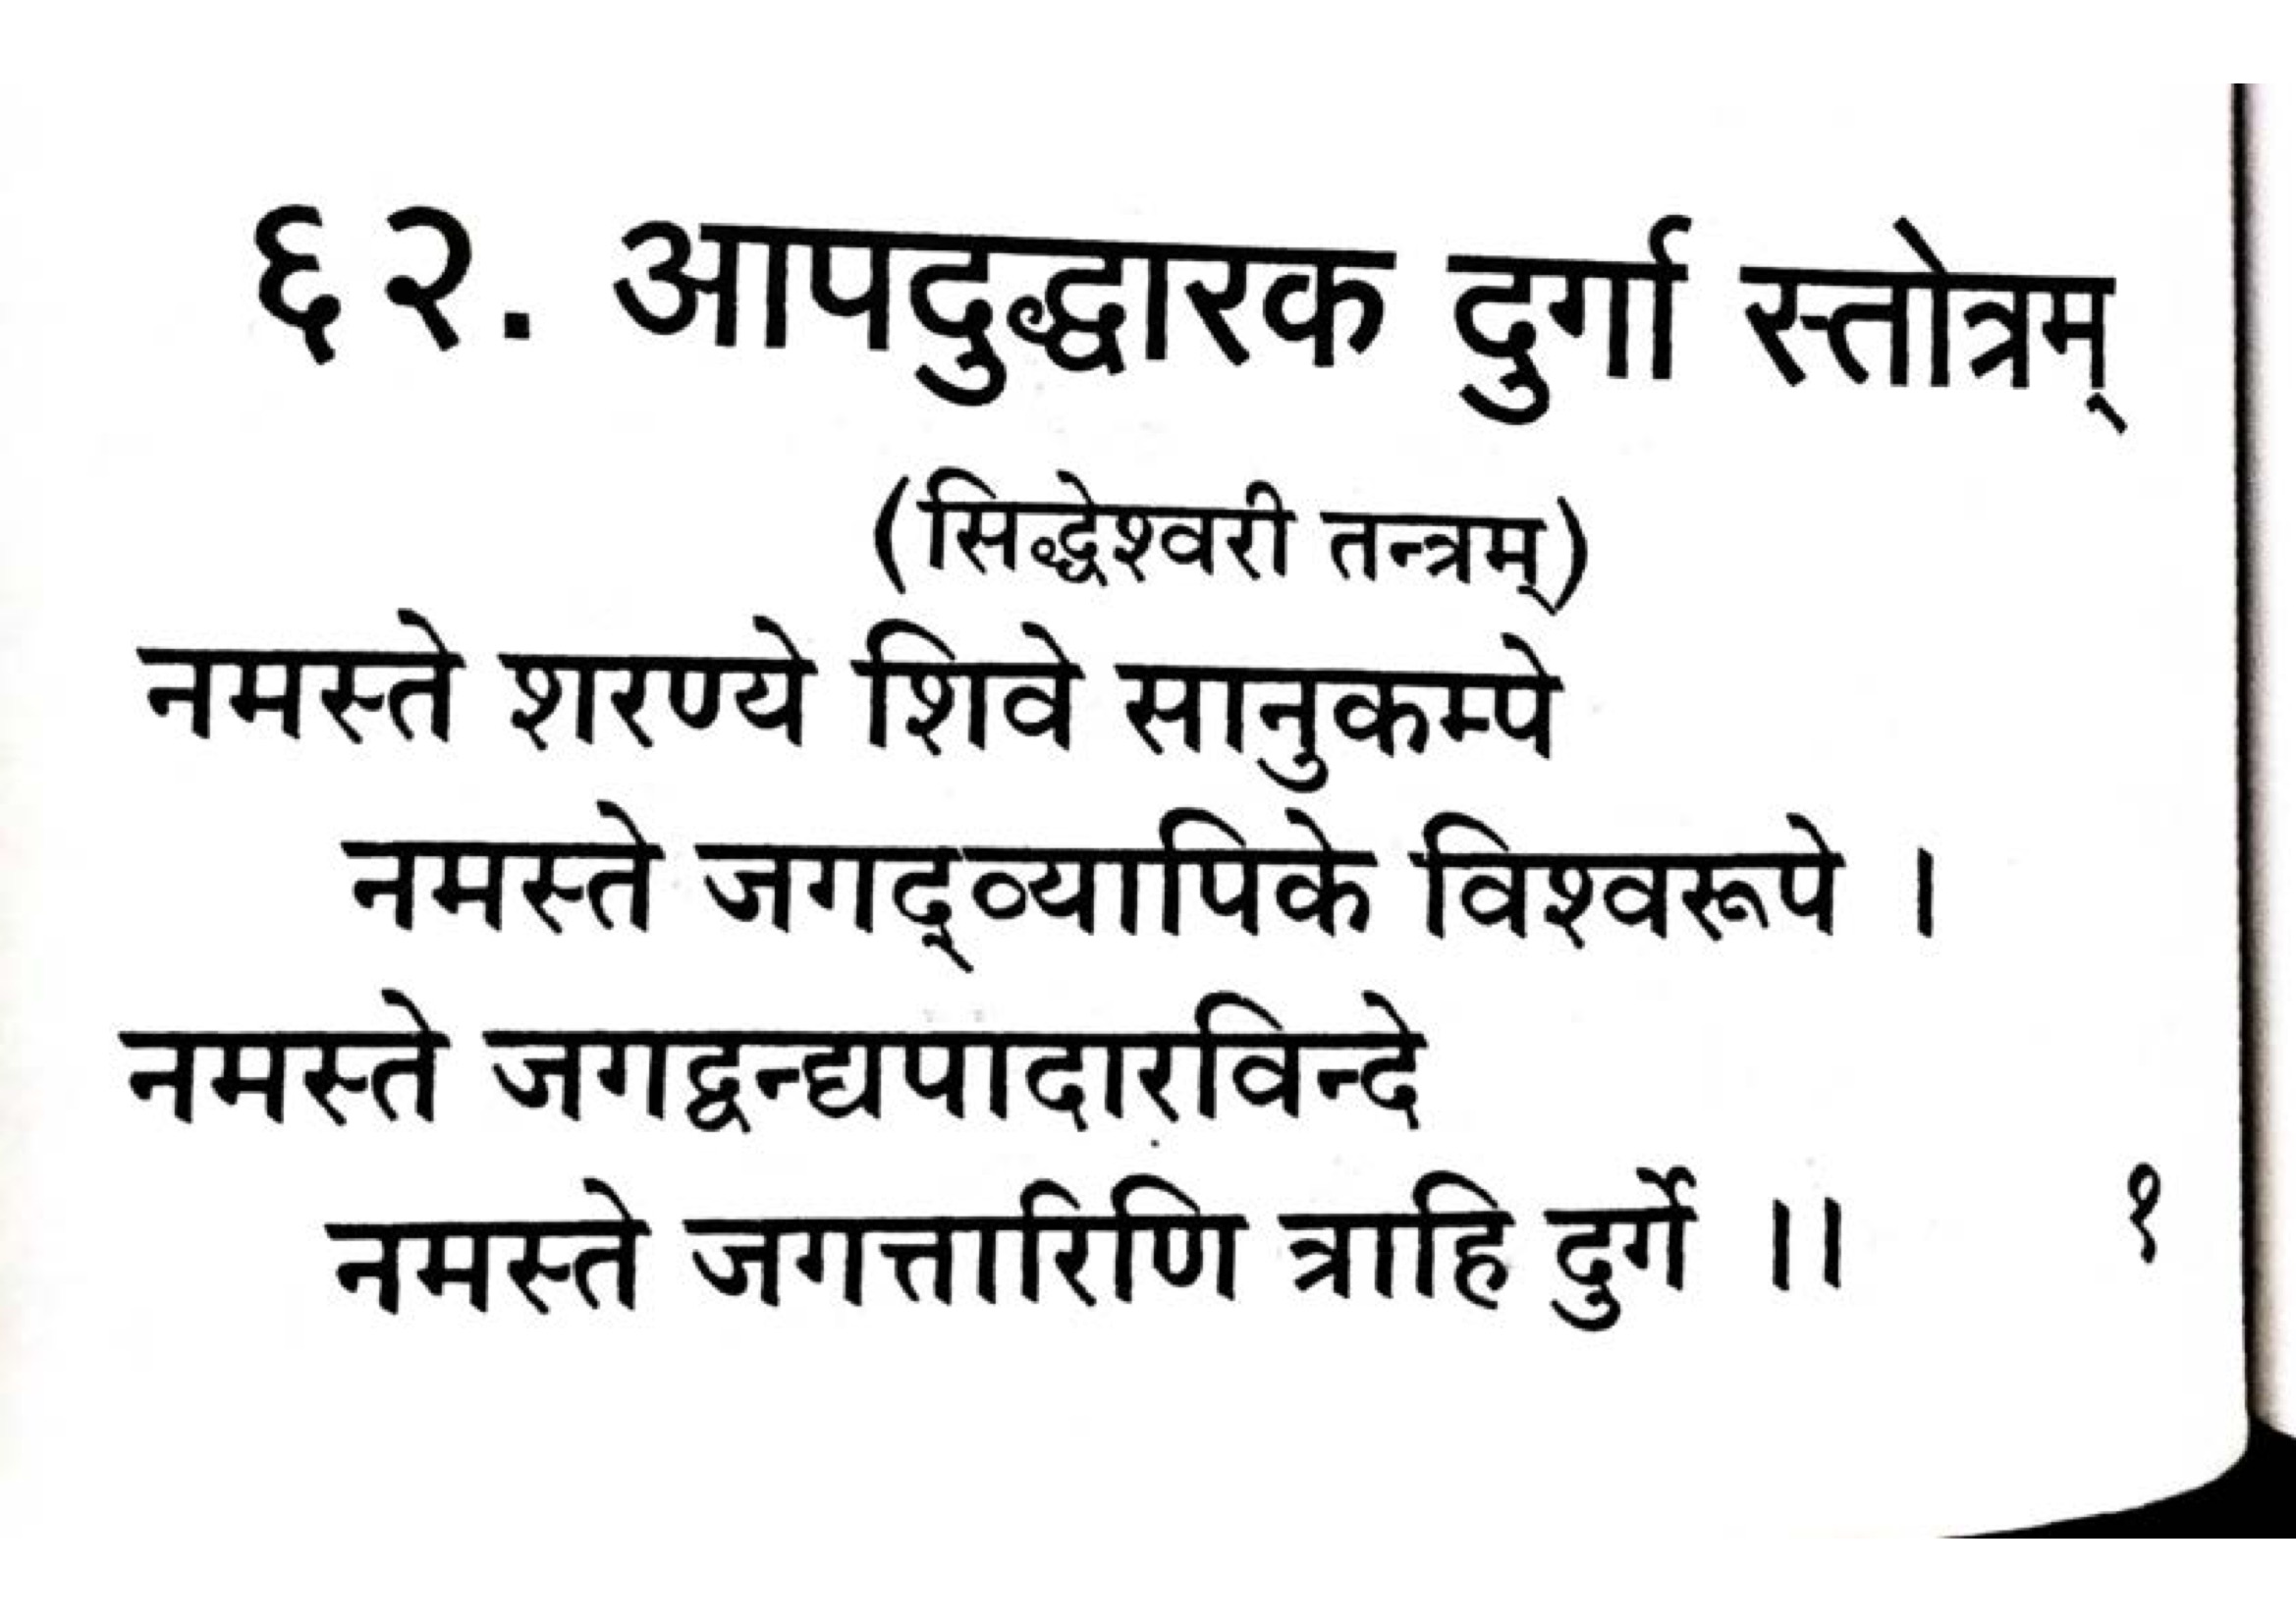 ६२. आपदुद्धारक दुर्गा स्तोत्रम्
(सिद्धेश्वरी तन्त्रम्)
नमस्ते शरण्ये शिवे सानुकम्पे
नमस्ते जगद्‌व्यापिके विश्वरूपे ।
नमस्ते जगद्वन्द्यपादारविन्दे
नमस्ते जगत्तारिणि त्राहि दुर्गे ।। १